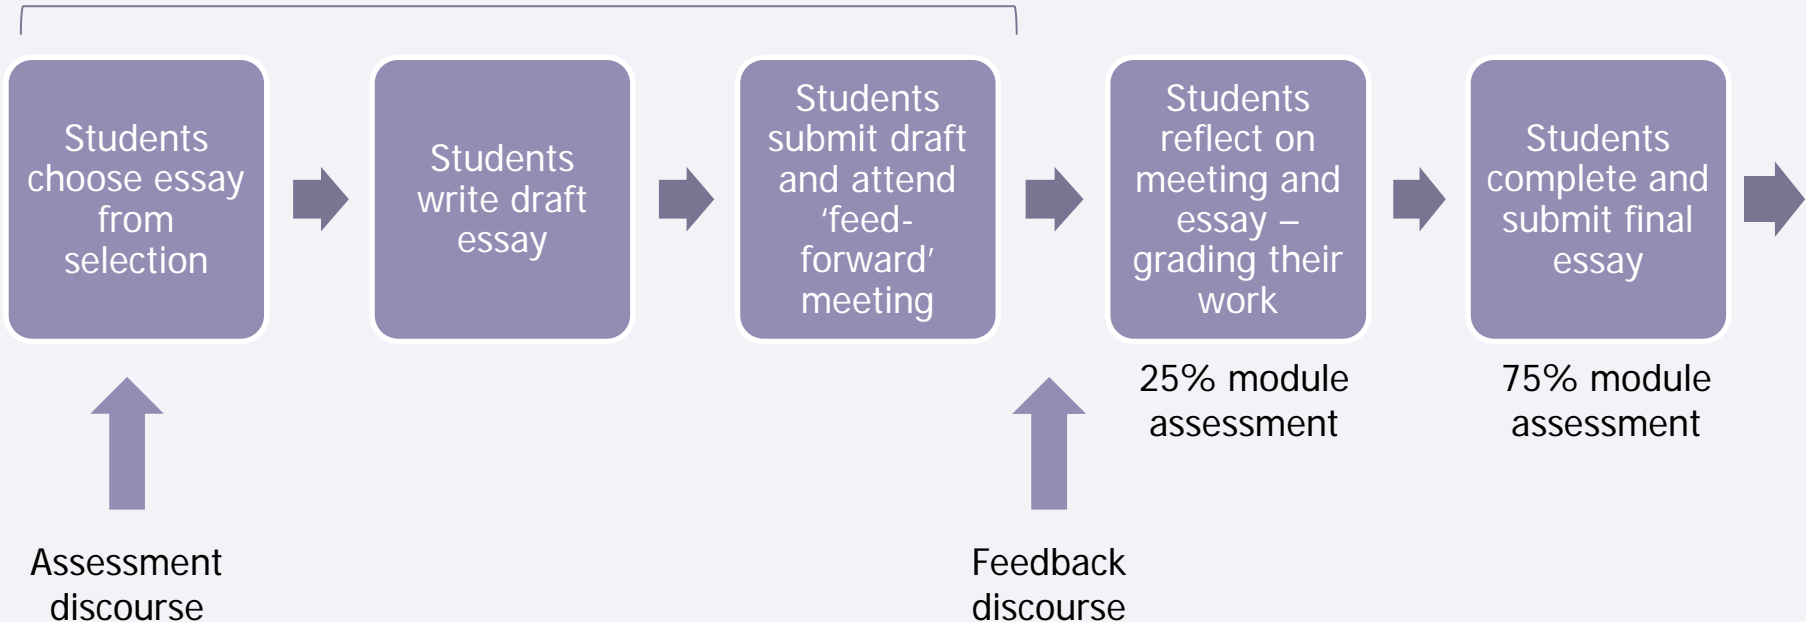 Students
choose essay
from
selection
Students
write draft
essay
Students
submit draft
and attend
‘feed-
forward’
meeting
Students
reflect on
meeting and
essay –
grading their
work
Students
complete and
submit final
essay
25% module
assessment
75% module
assessment
Assessment
discourse
Feedback
discourse